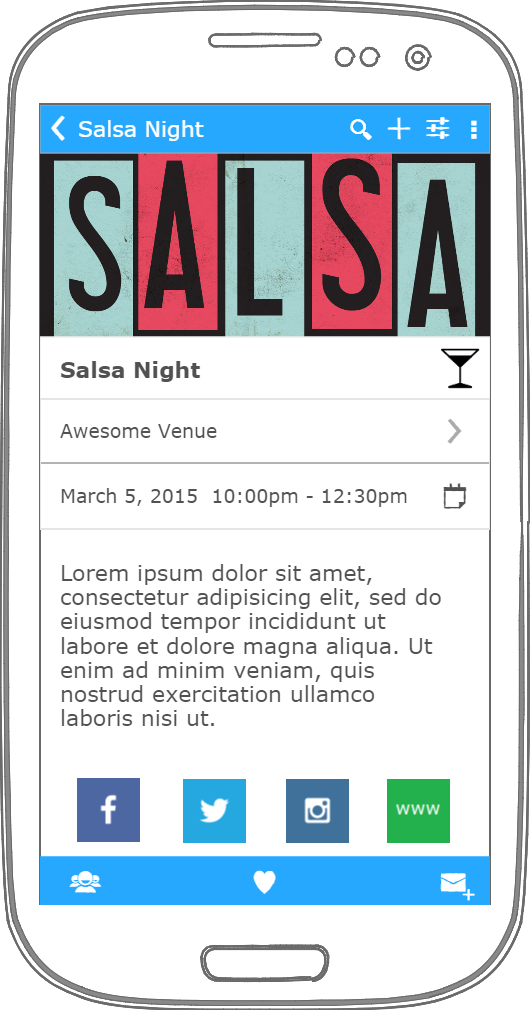 Salsa Night
SALSA
Salsa Night
Awesome Venue
March 5, 2015  10:00pm - 12:30pm
Lorem ipsum dolor sit amet,
consectetur adipisicing elit, sed do
eiusmod tempor incididunt ut
labore et dolore magna aliqua. Ut
enim ad minim veniam, quis
nostrud exercitation ullamco
laboris nisi ut.
www